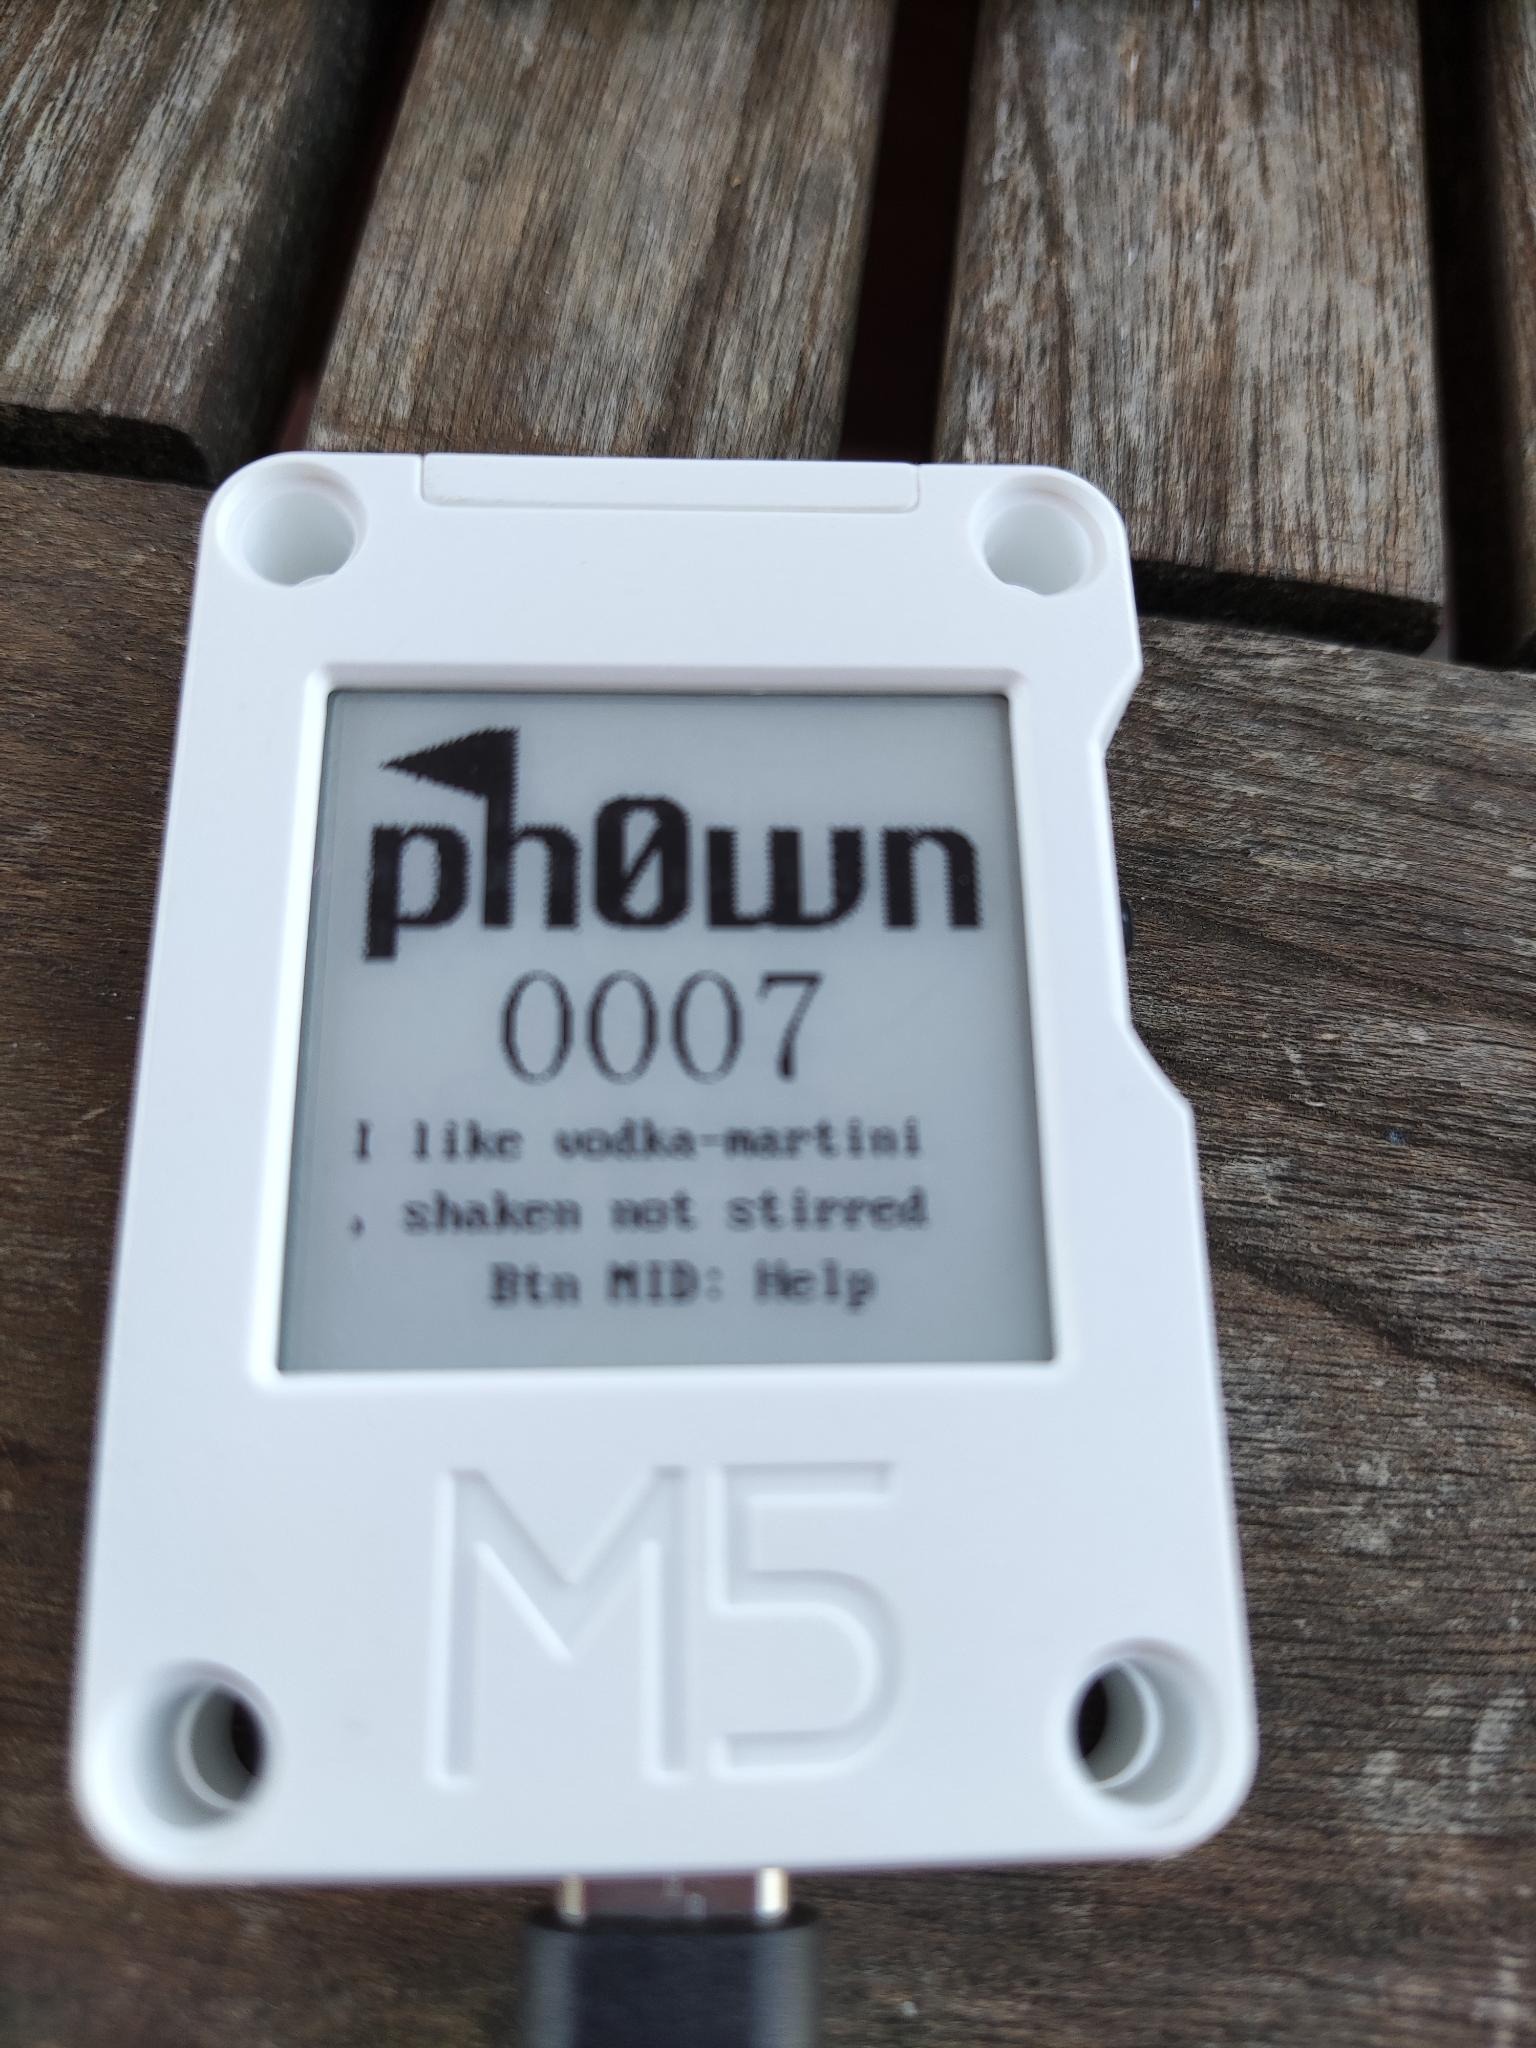 ph0wn
0007
I like vodka-martini
, shaken not stirred
Btn MID: Help
M5